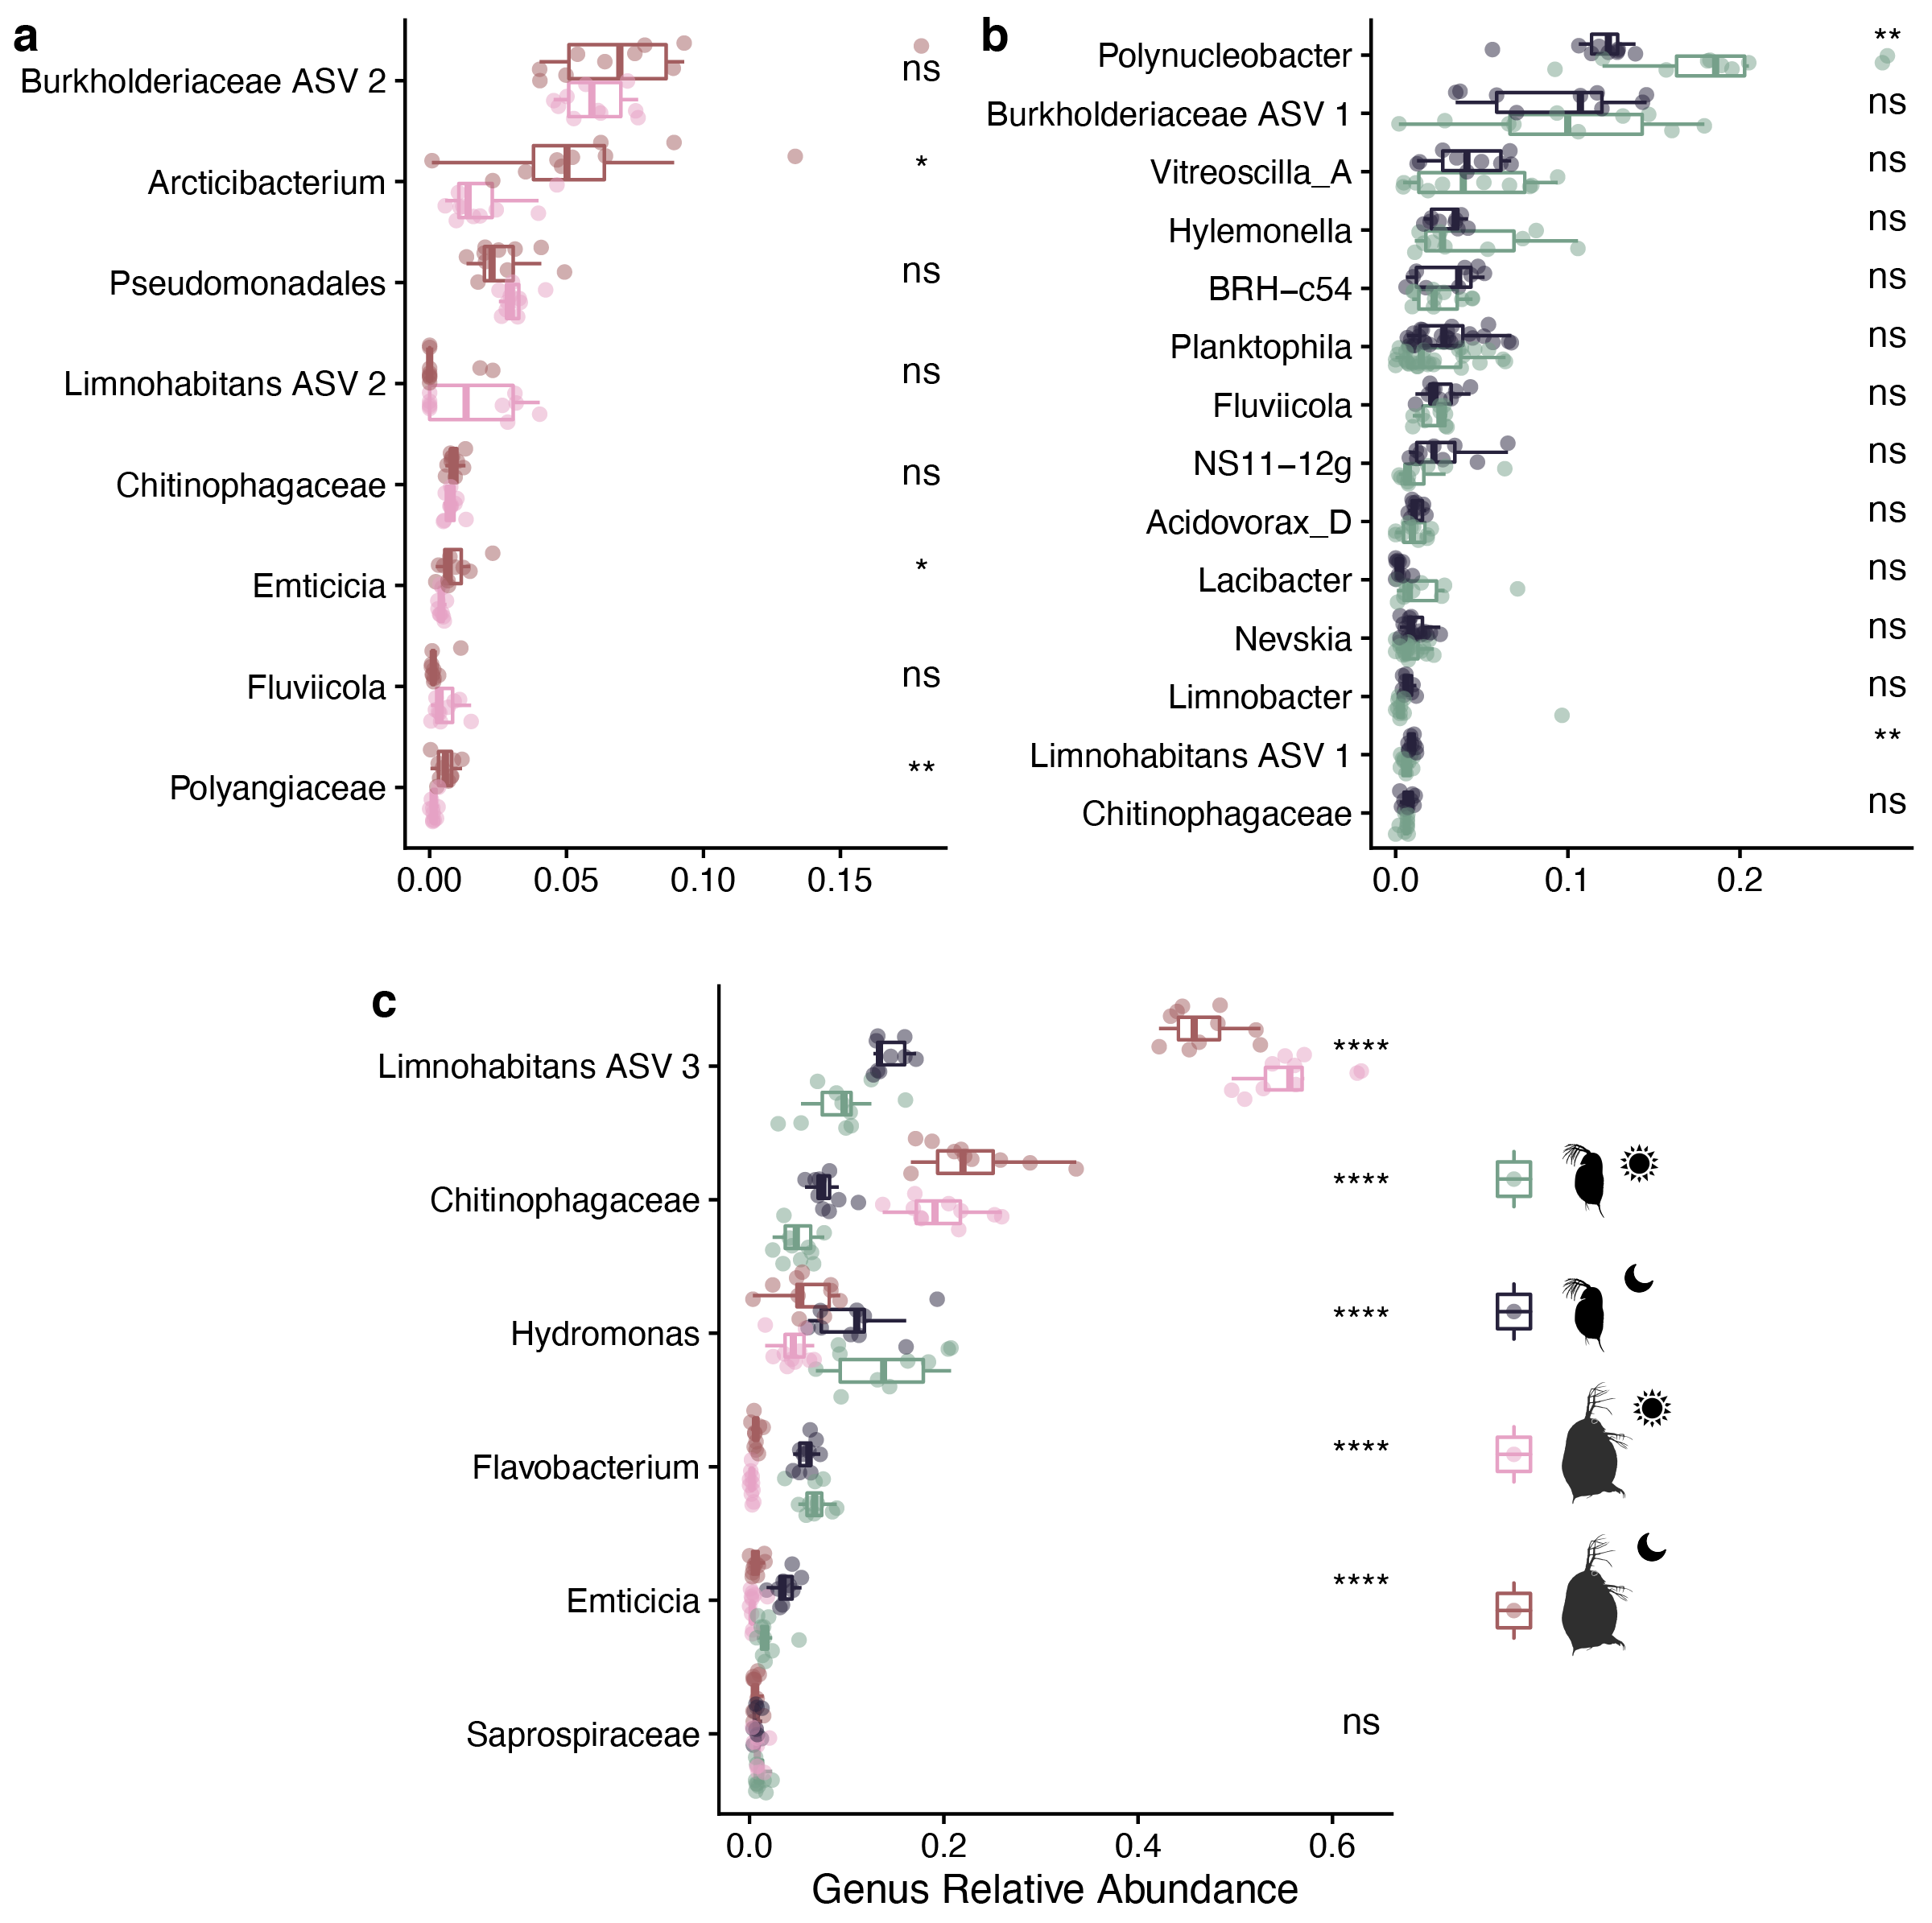 a
Burkholderiaceae ASV 2
ns
Arcticibacterium
*
Pseudomonadales
ns
Limnohabitans ASV 2
ns
Chitinophagaceae
ns
Emticicia
*
Fluviicola
ns
Polyangiaceae
**
0.00 0.05 0.10 0.15
b
Polynucleobacter
**
Burkholderiaceae ASV 1
ns
Vitreoscilla_A
ns
Hylemonella
ns
BRH−c54
ns
Planktophila
ns
Fluviicola
ns
NS11−12g
ns
Acidovorax_D
ns
Lacibacter
ns
Nevskia
ns
Limnobacter
ns
Limnohabitans ASV 1
**
Chitinophagaceae
ns
0.0 0.1 0.2
c
Limnohabitans ASV 3
****
Chitinophagaceae
****
Hydromonas
****
Flavobacterium
****
Emticicia
****
Saprospiraceae
ns
0.0 0.2 0.4 0.6
Genus Relative Abundance